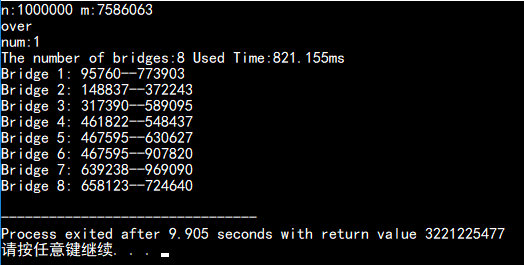 n:1000000 m:7586063
over
num:1
The number of bridges:8 Used Time:821.155ms
Bridge 1: 95760--773903
Bridge 2: 148837--372243
Bridge 3: 317390--589095
Bridge 4: 461822--548437
Bridge 5: 467595--630627
Bridge 6: 467595--907820
Bridge 7: 639238--969090
Bridge 8: 658123--724640
--------------------------------
Process exited after 9.905 seconds with return value 3221225477
请按任意键继续. . .